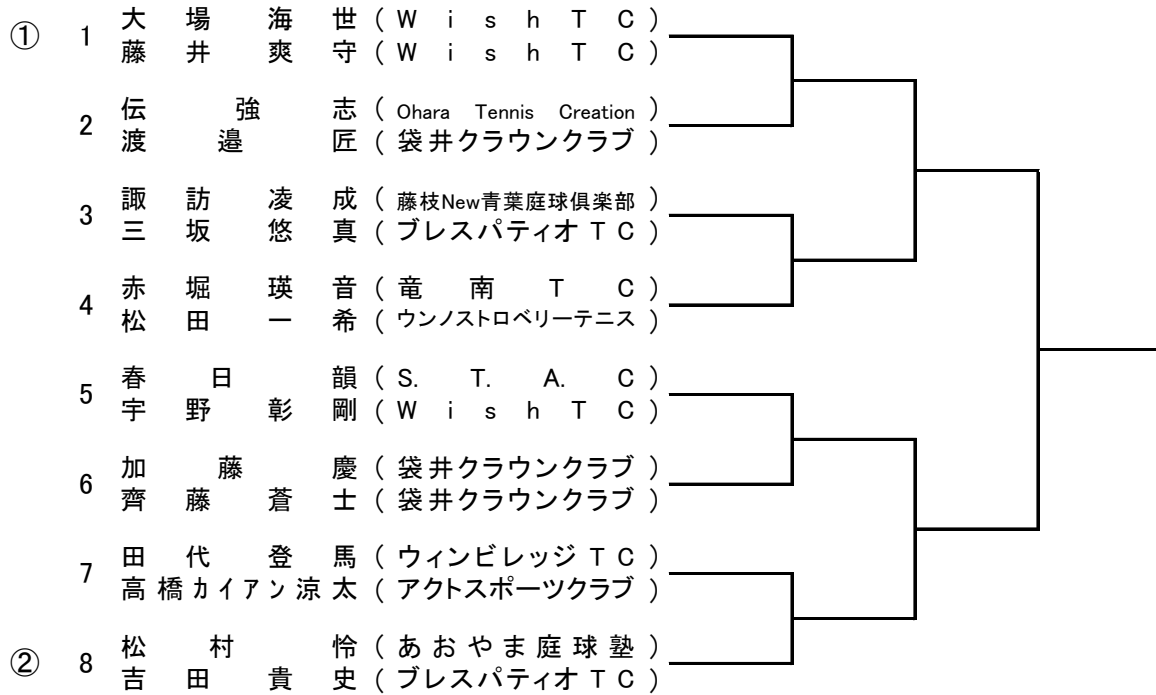 ① 1 大場海世 (Wish TC)
藤井爽守 (Wish TC)
2 伝強志 (Ohara Tennis Creation)
渡邉匠 (袋井クラウンクラブ)
3 諏訪凌成 (藤枝New青葉庭球倶楽部)
三坂悠真 (ブレスパティオTC)
4 赤堀瑛音 (竜南TC)
松田一希 (ウンノストロベリーテニス)
5 春日韻 (S.T.A.C)
宇野彰剛 (Wish TC)
6 加藤慶 (袋井クラウンクラブ)
齊藤蒼士 (袋井クラウンクラブ)
7 田代登馬 (ウィンビレッジTC)
高橋カイアン涼太 (アクトスポーツクラブ)
② 8 松村怜 (あおやま庭球塾)
吉田貴史 (ブレスパティオTC)